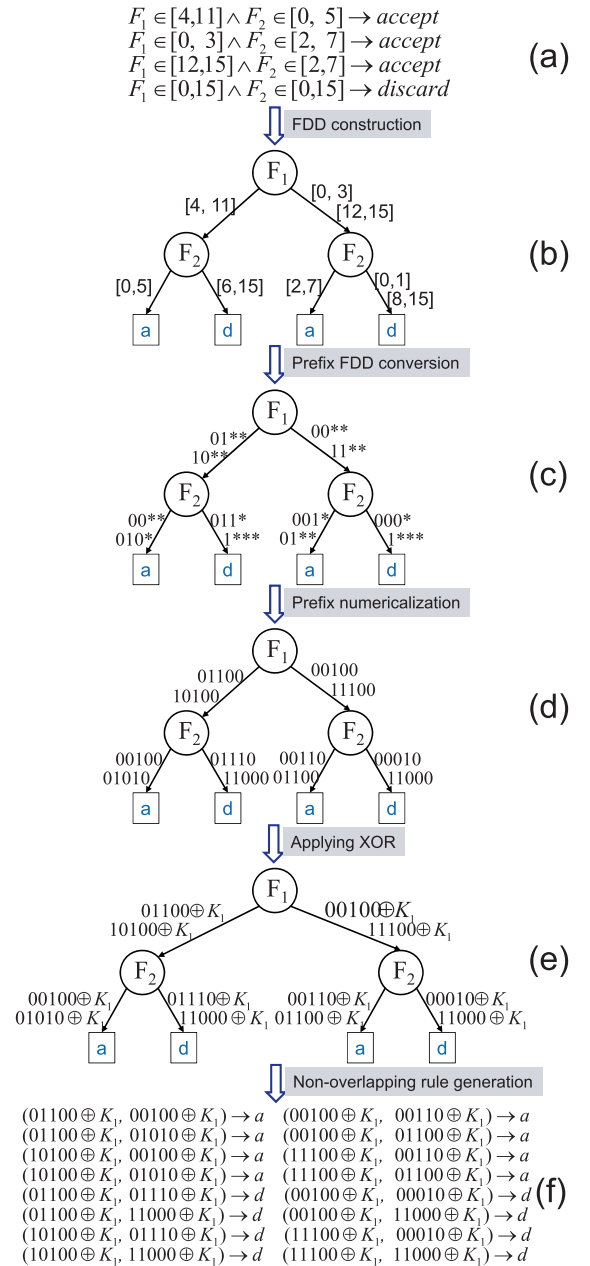 F₁ ∈ [4,11] ∧ F₂ ∈ [0, 5] → accept
F₁ ∈ [0, 3] ∧ F₂ ∈ [2, 7] → accept
F₁ ∈ [12,15] ∧ F₂ ∈ [2,7] → accept
F₁ ∈ [0,15] ∧ F₂ ∈ [0,15] → discard
(a)
FDD construction
F₁
[4, 11]
[0, 3]
[12,15]
F₂
F₂
(b)
[0,5]
[6,15]
[2,7]
[0,1]
[8,15]
a
d
a
d
Prefix FDD conversion
F₁
01**
10**
00**
11**
F₂
F₂
(c)
00**
010*
011*
1***
001*
01**
000*
1***
a
d
a
d
Prefix numericalization
F₁
01100
10100
00100
11100
F₂
F₂
(d)
00100
01010
01110
11000
00110
01100
00010
11000
a
d
a
d
Applying XOR
F₁
01100⊕K₁
10100⊕K₁
00100⊕K₁
11100⊕K₁
F₂
F₂
(e)
00100⊕K₁
01010⊕K₁
01110⊕K₁
11000⊕K₁
00110⊕K₁
01100⊕K₁
00010⊕K₁
11000⊕K₁
a
d
a
d
Non-overlapping rule generation
(01100⊕K₁, 00100⊕K₁) → a (00100⊕K₁, 00110⊕K₁) → a
(01100⊕K₁, 01010⊕K₁) → a (00100⊕K₁, 01100⊕K₁) → a
(10100⊕K₁, 00100⊕K₁) → a (11100⊕K₁, 00110⊕K₁) → a
(10100⊕K₁, 01010⊕K₁) → a (11100⊕K₁, 01100⊕K₁) → a
(01100⊕K₁, 01110⊕K₁) → d (00100⊕K₁, 00010⊕K₁) → d
(f)
(01100⊕K₁, 11000⊕K₁) → d (00100⊕K₁, 11000⊕K₁) → d
(10100⊕K₁, 01110⊕K₁) → d (11100⊕K₁, 00010⊕K₁) → d
(10100⊕K₁, 11000⊕K₁) → d (11100⊕K₁, 11000⊕K₁) → d